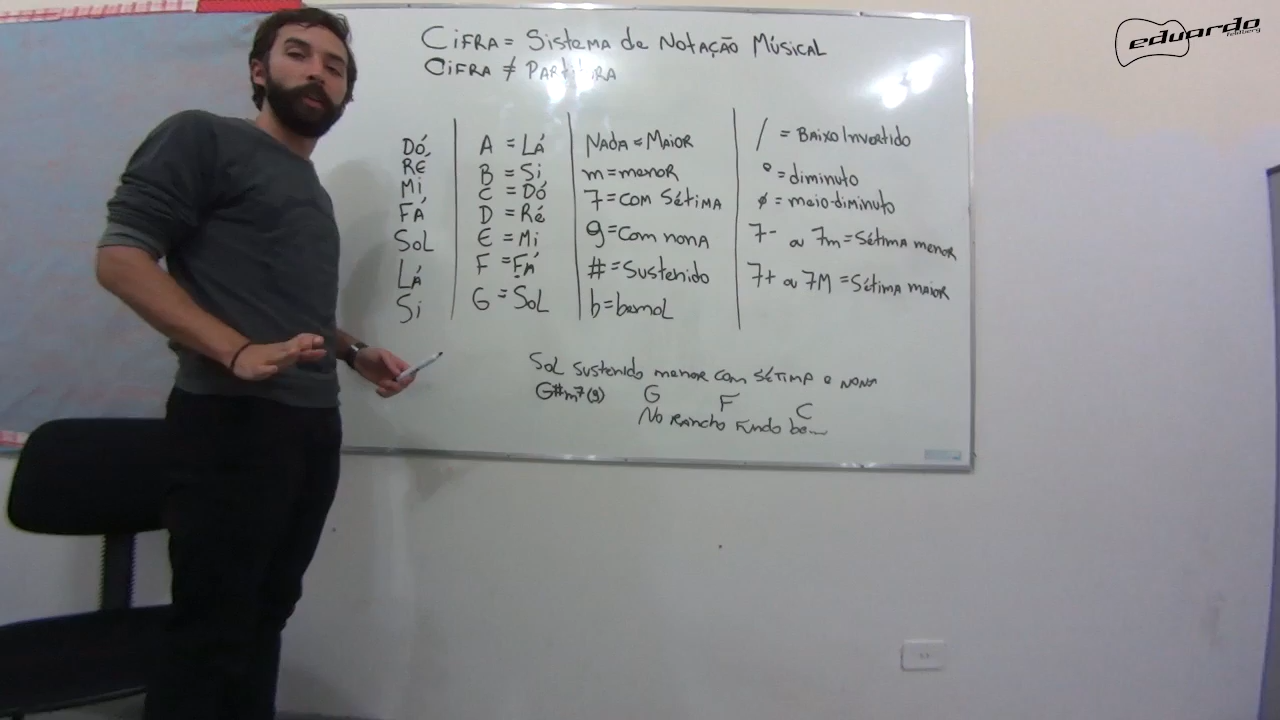 eduardo
feldberg
CIFRA = Sistema de Notação Músical
CIFRA ≠ PARTITURA
DÓ
RÉ
Mi
FÁ
SOL
LÁ
Si
A = LÁ
B = Si
C = DÓ
D = Ré
E = Mi
F = FÁ
G = SOL
NADA = MAIOR
m = menor
7 = com SéTima
9 = Com nona
# = Sustenido
b = bemol
/ = BAIXO INVERTIDO
° = diminuto
ø = meio-diminuto
7- ou 7m = Sétima menor
7+ ou 7M = SéTima maior
SOL sustenido menor com SÉTIMA e nona
G#m7(9)
G F C
No RANCHO FUNDO be...